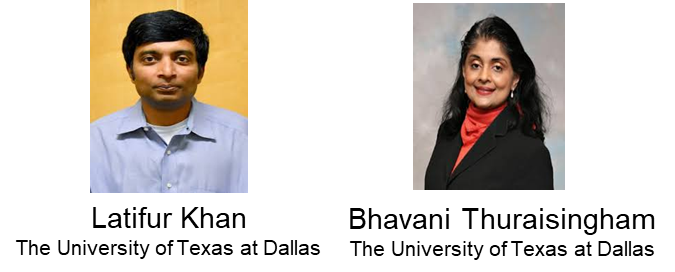 Latifur Khan
The University of Texas at Dallas
Bhavani Thuraisingham
The University of Texas at Dallas